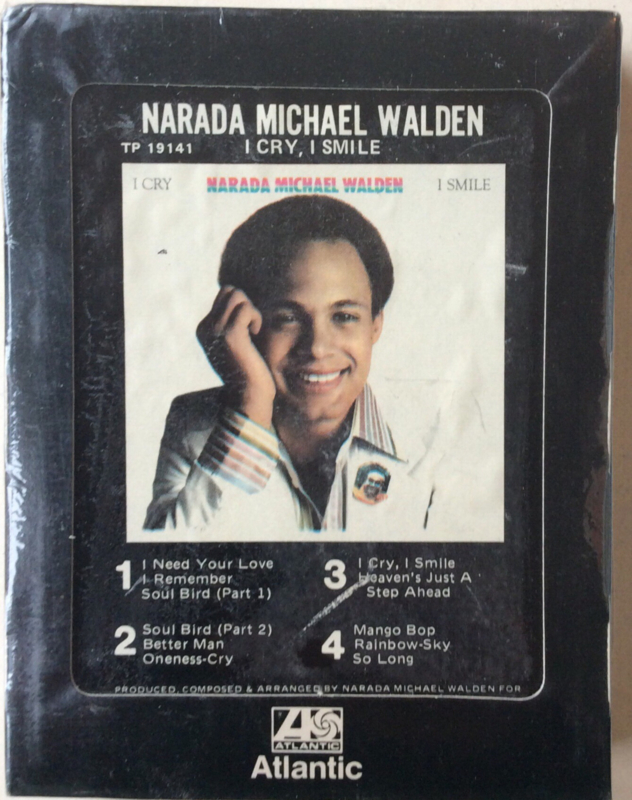 NARADA MICHAEL WALDEN
TP 19141 I CRY, I SMILE
I CRY NARADA MICHAEL WALDEN I SMILE
1 I Need Your Love
I Remember
Soul Bird (Part 1)
2 Soul Bird (Part 2)
Better Man
Oneness-Cry
3 I Cry, I Smile
Heaven's Just A
Step Ahead
4 Mango Bop
Rainbow-Sky
So Long
PRODUCED, COMPOSED & ARRANGED BY NARADA MICHAEL WALDEN FOR
ATLANTIC
Atlantic